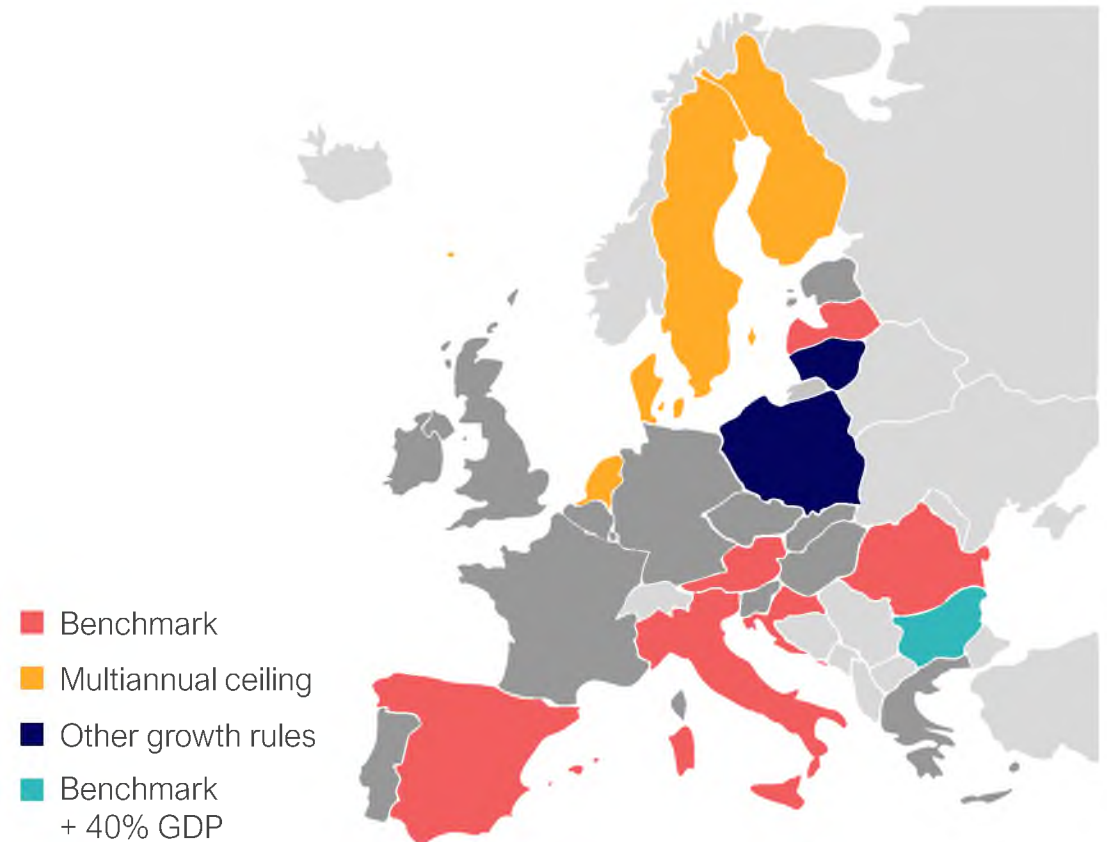 Benchmark
Multiannual ceiling
Other growth rules
Benchmark
+ 40% GDP